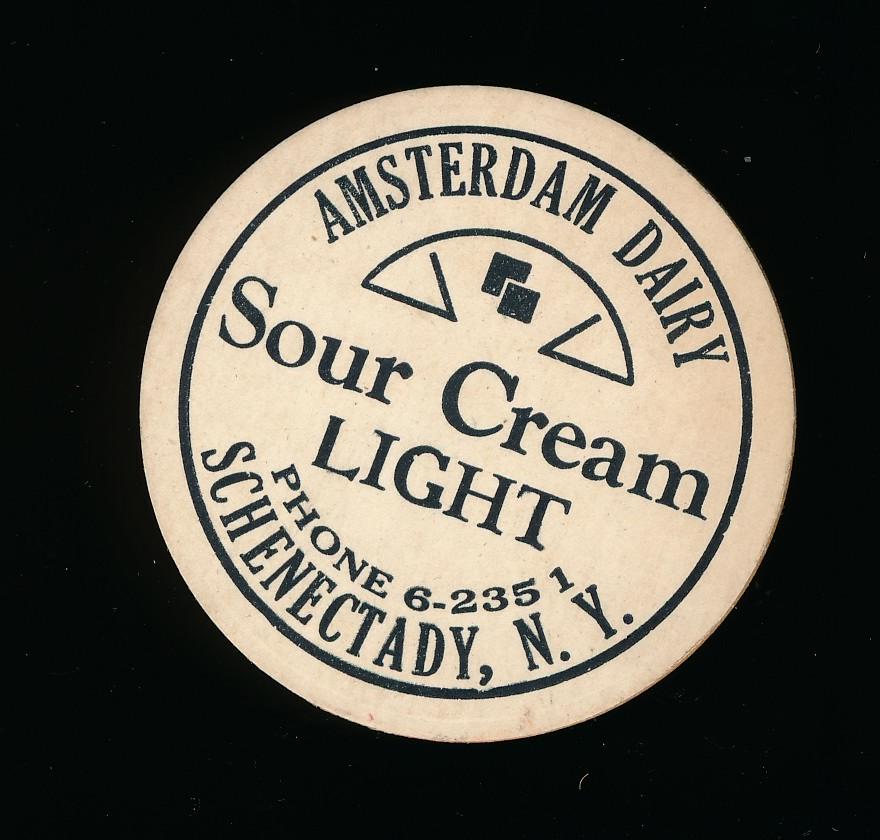 AMSTERDAM DAIRY
Sour Cream
LIGHT
PHONE 6-2351
SCHENECTADY, N. Y.